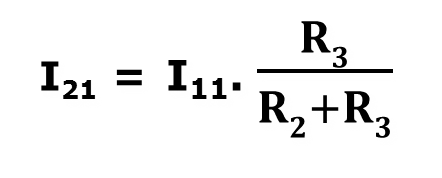 I₂₁ = I₁₁. R₃ / R₂+R₃